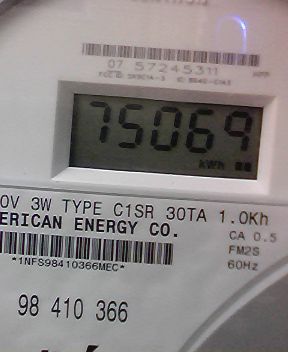 07 57245311
75069
kWh
0V 3W TYPE C1SR 30TA 1.0Kh
ERICAN ENERGY CO.
CA 0.5
FM2S
*1NFS98410366MEC*
60Hz
98 410 366